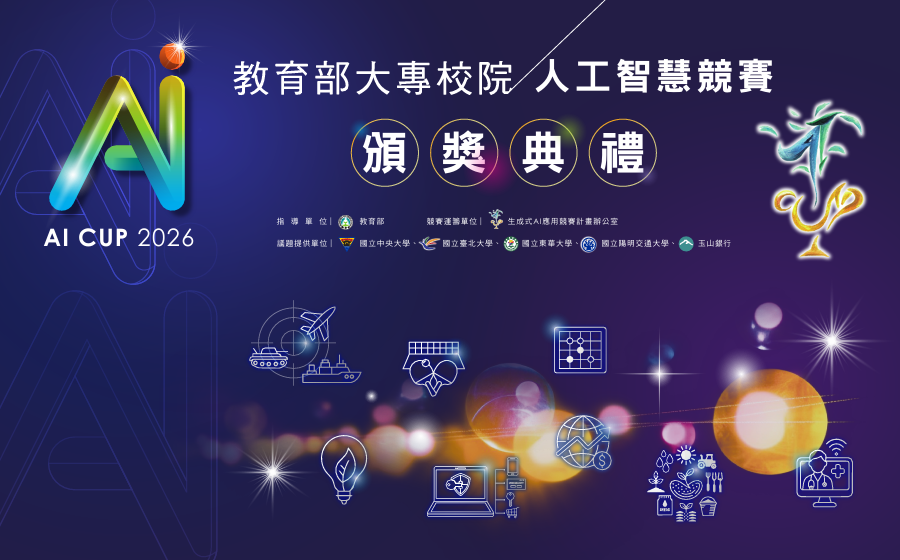 Ai
AI CUP 2026
教育部大專校院/人工智慧競賽
頒獎典禮
指導單位| 教育部 競賽運籌單位| 生成式AI應用競賽計畫辦公室
議題提供單位| 國立中央大學、國立臺北大學、國立東華大學、國立陽明交通大學、玉山銀行